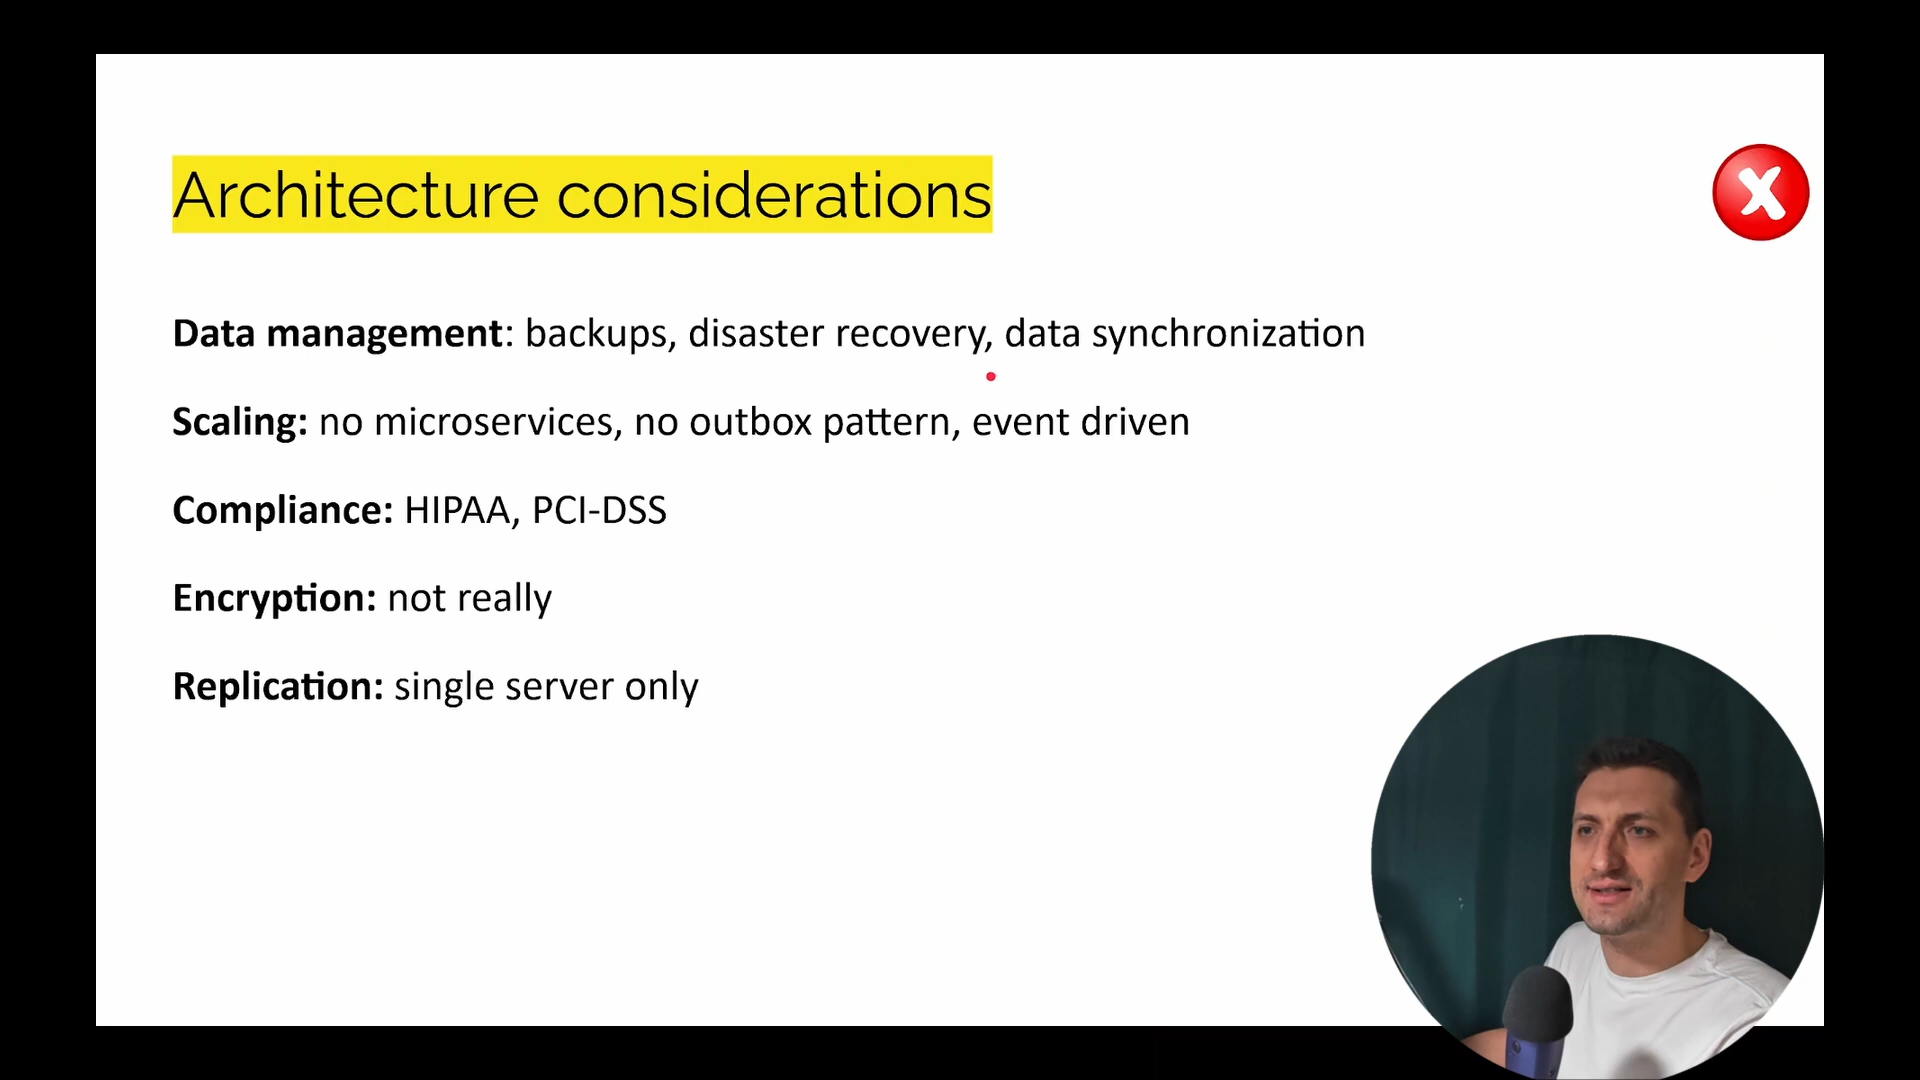 Architecture considerations
Data management: backups, disaster recovery, data synchronization
Scaling: no microservices, no outbox pattern, event driven
Compliance: HIPAA, PCI-DSS
Encryption: not really
Replication: single server only